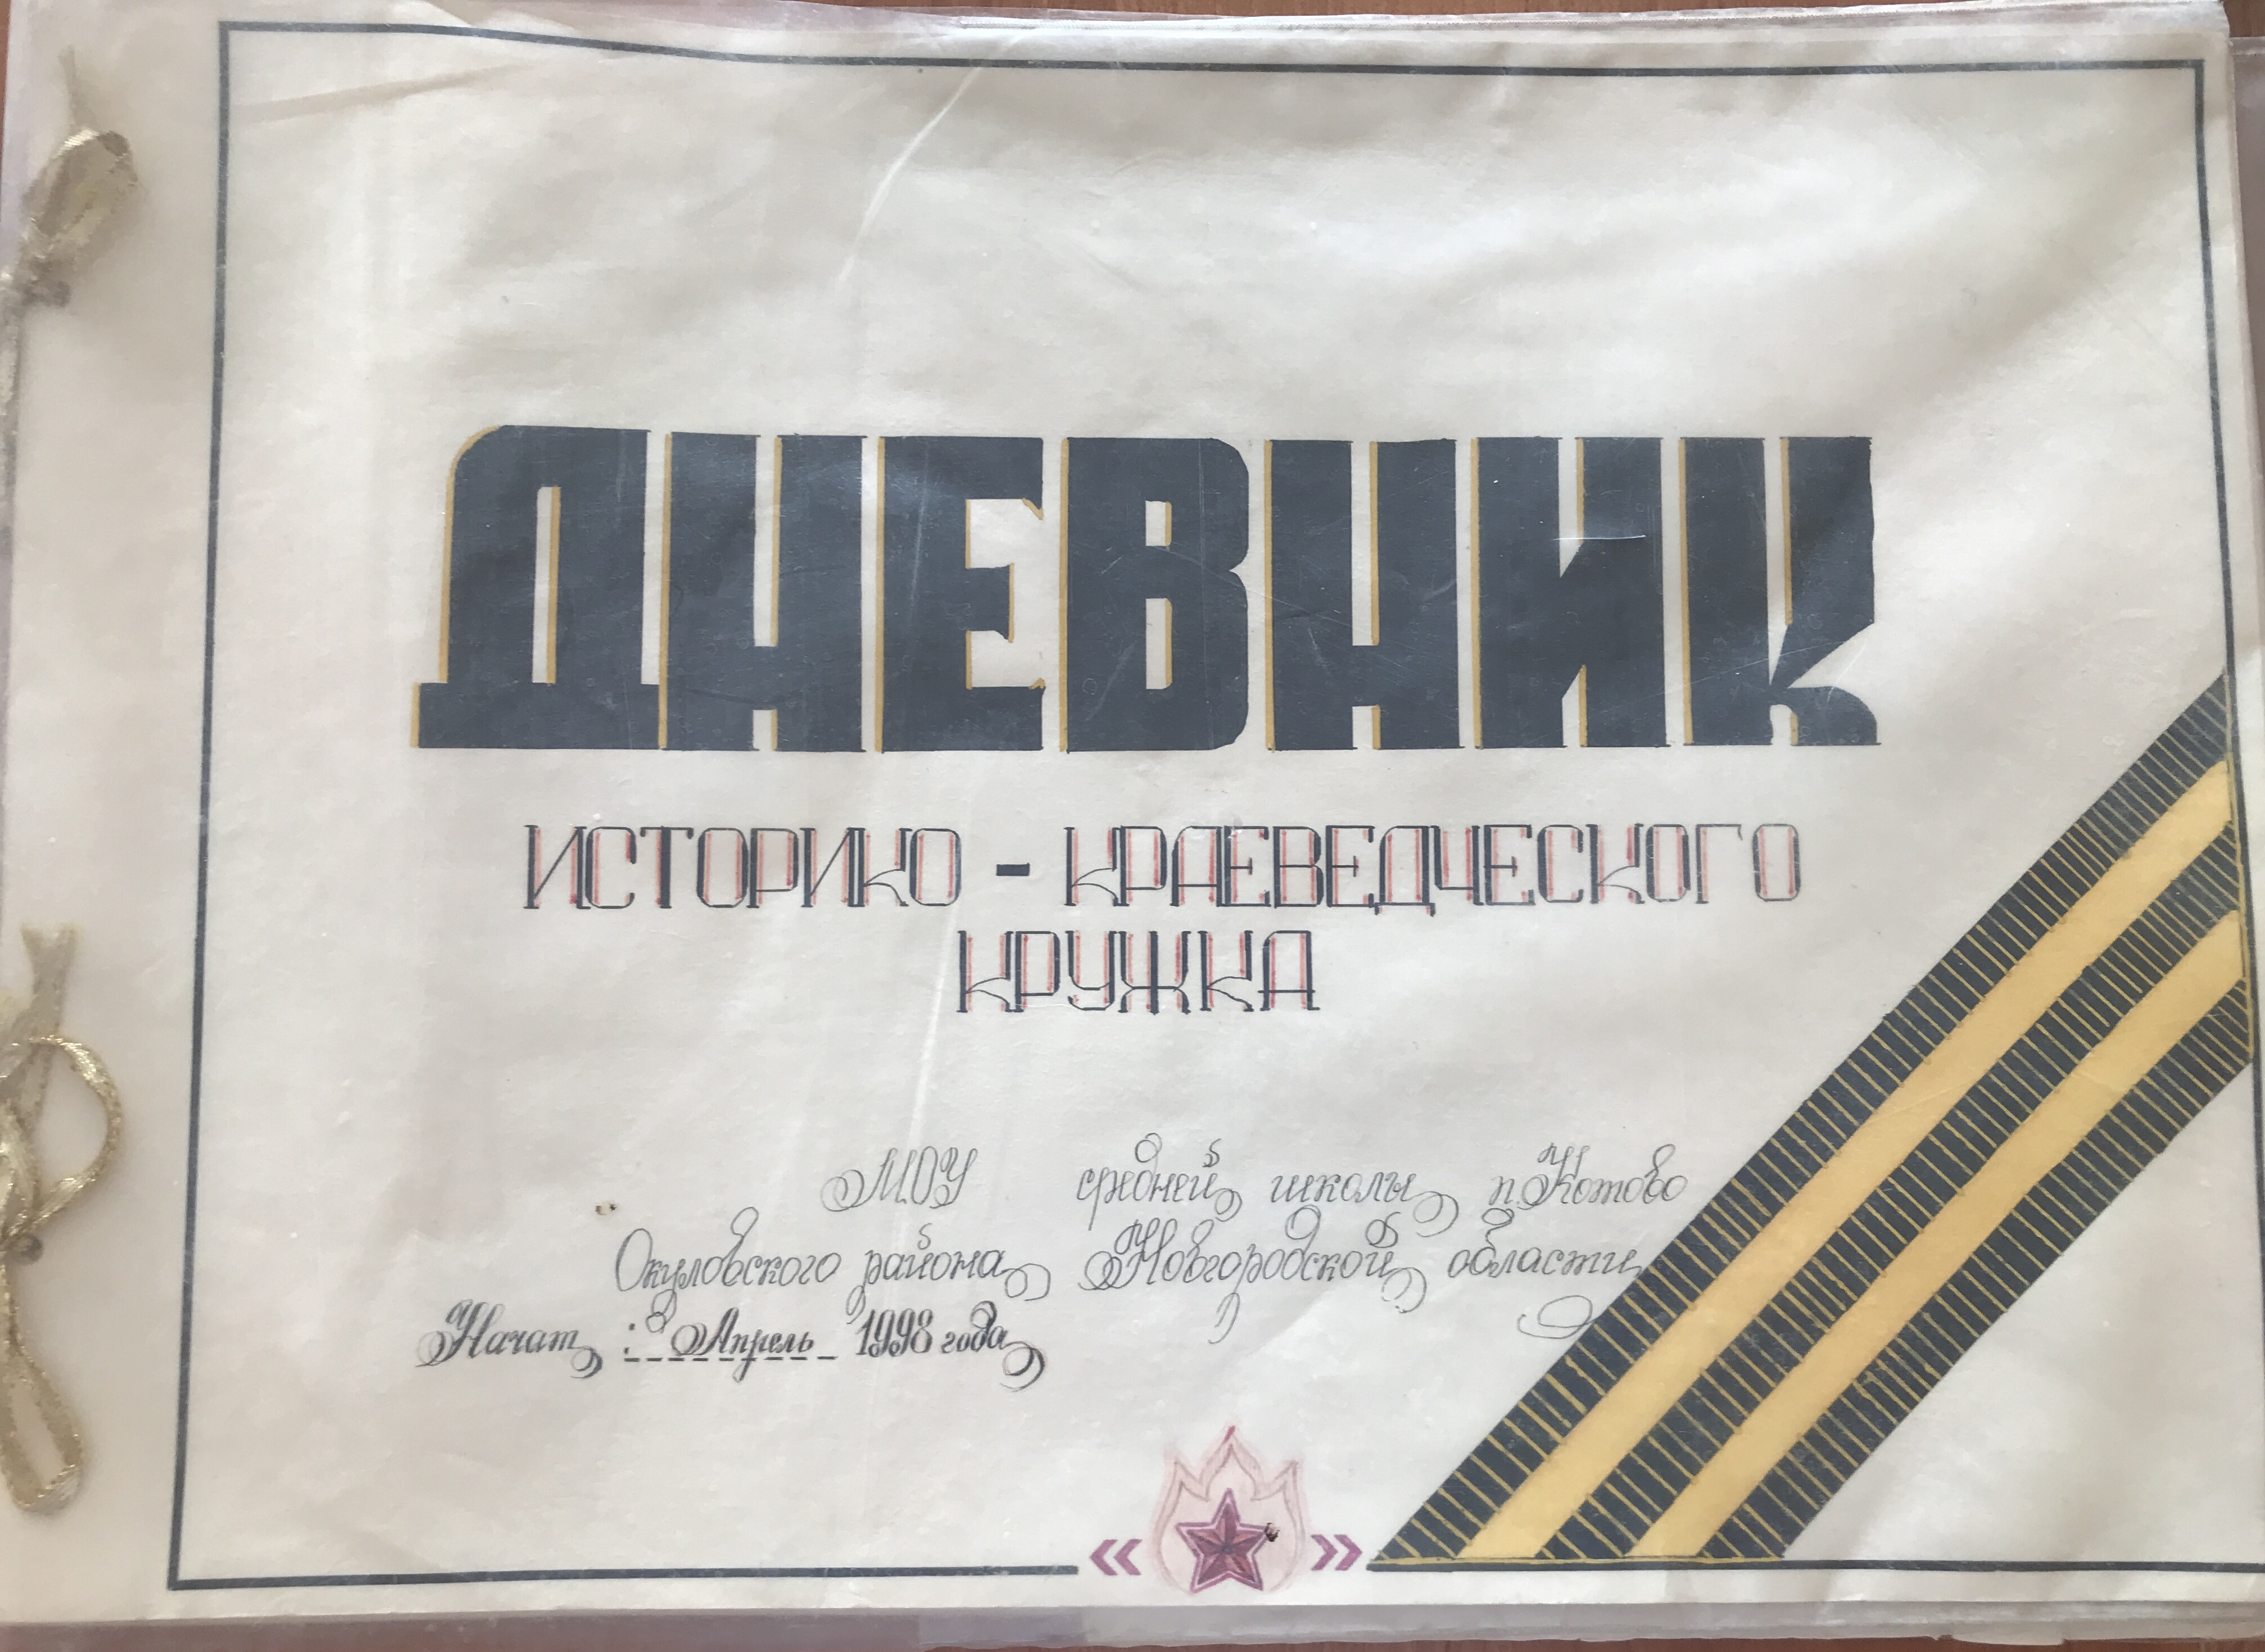 ДНЕВНИК
ИСТОРИКО - КРАЕВЕДЧЕСКОГО
КРУЖКА
МОУ средней школы п.Котово
Окуловского района Новгородской области
Начат : Апрель 1998 года
« »